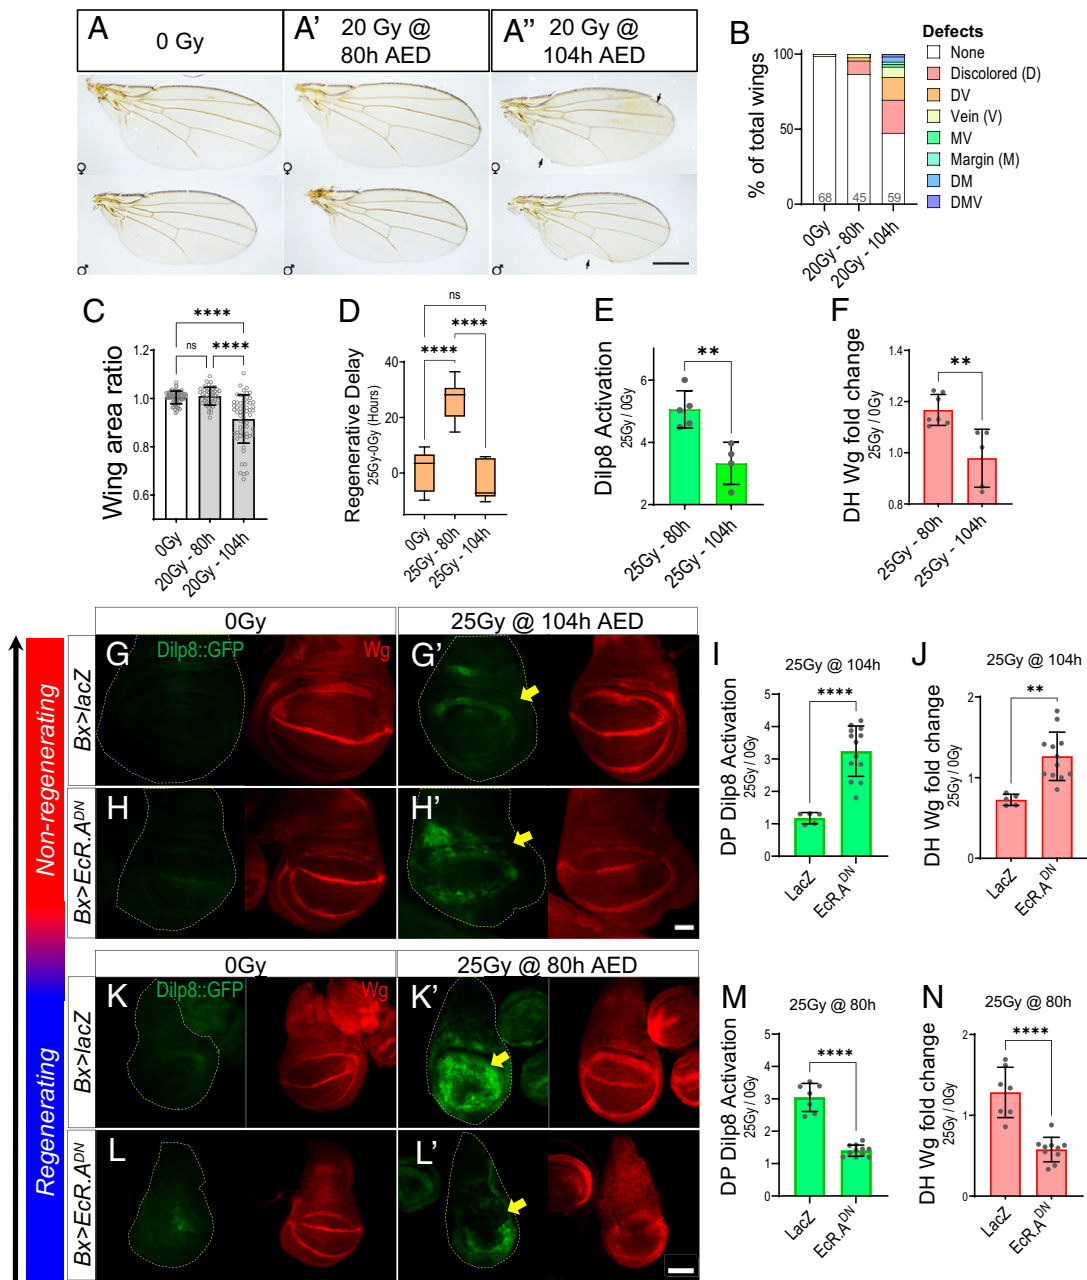 A
0 Gy
A'
20 Gy @
80h AED
A"
20 Gy @
104h AED
♀
♀
♀
♂
♂
♂
B
% of total wings
100
50
0
68
45
59
0Gy
20Gy - 80h
20Gy - 104h
Defects
None
Discolored (D)
DV
Vein (V)
MV
Margin (M)
DM
DMV
C
Wing area ratio
1.2
1.0
0.8
0.6
****
ns
****
0Gy
20Gy - 80h
20Gy - 104h
D
Regenerative Delay
25Gy-0Gy (Hours)
40
20
0
ns
****
****
0Gy
25Gy - 80h
25Gy - 104h
E
Dilp8 Activation
25Gy / 0Gy
6
4
2
**
25Gy - 80h
25Gy - 104h
F
DH Wg fold change
25Gy / 0Gy
1.4
1.2
1.0
0.8
**
25Gy - 80h
25Gy - 104h
Non-regenerating
Regenerating
0Gy
25Gy @ 104h AED
Bx>lacZ
G
Dilp8::GFP
Wg
G'
Bx>EcR.A^DN
H
H'
I
25Gy @ 104h
DP Dilp8 Activation
25Gy / 0Gy
5
4
3
2
1
0
****
LacZ
EcR.A^DN
J
25Gy @ 104h
DH Wg fold change
25Gy / 0Gy
2
1
0
**
LacZ
EcR.A^DN
0Gy
25Gy @ 80h AED
Bx>lacZ
K
Dilp8::GFP
Wg
K'
Bx>EcR.A^DN
L
L'
M
25Gy @ 80h
DP Dilp8 Activation
25Gy / 0Gy
5
4
3
2
1
0
****
LacZ
EcR.A^DN
N
25Gy @ 80h
DH Wg fold change
25Gy / 0Gy
2
1
0
****
LacZ
EcR.A^DN